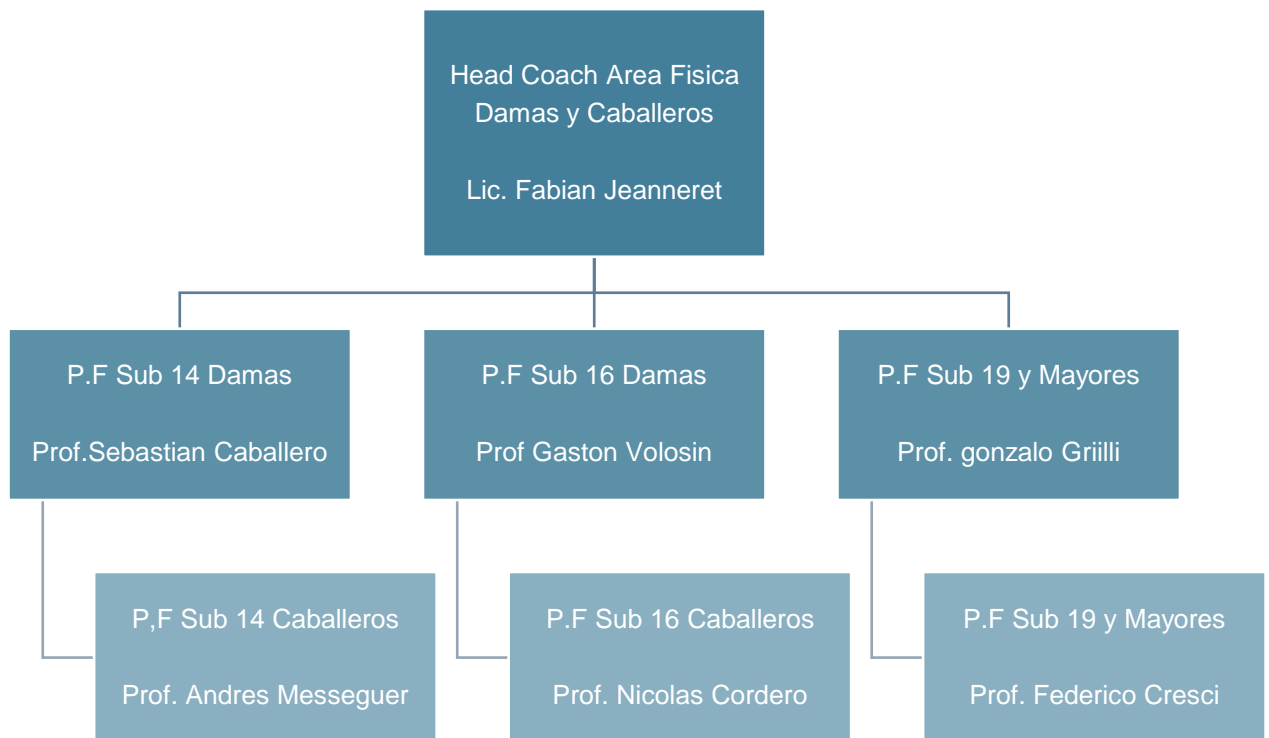 Head Coach Area Fisica
Damas y Caballeros
Lic. Fabian Jeanneret
P.F Sub 14 Damas
Prof.Sebastian Caballero
P.F Sub 16 Damas
Prof Gaston Volosin
P.F Sub 19 y Mayores
Prof. gonzalo Griilli
P,F Sub 14 Caballeros
Prof. Andres Messeguer
P.F Sub 16 Caballeros
Prof. Nicolas Cordero
P.F Sub 19 y Mayores
Prof. Federico Cresci